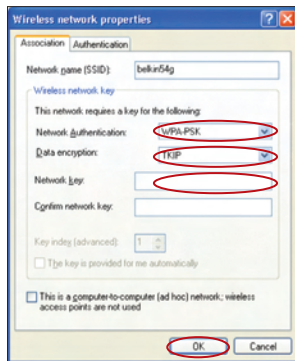 Wireless network properties
Association Authentication
Network name (SSID): belkin54g
Wireless network key
This network requires a key for the following:
Network Authentication: WPA-PSK
Data encryption: TKIP
Network key:
Confirm network key:
Key index (advanced): 1
The key is provided for me automatically
This is a computer-to-computer (ad hoc) network; wireless
access points are not used
OK Cancel